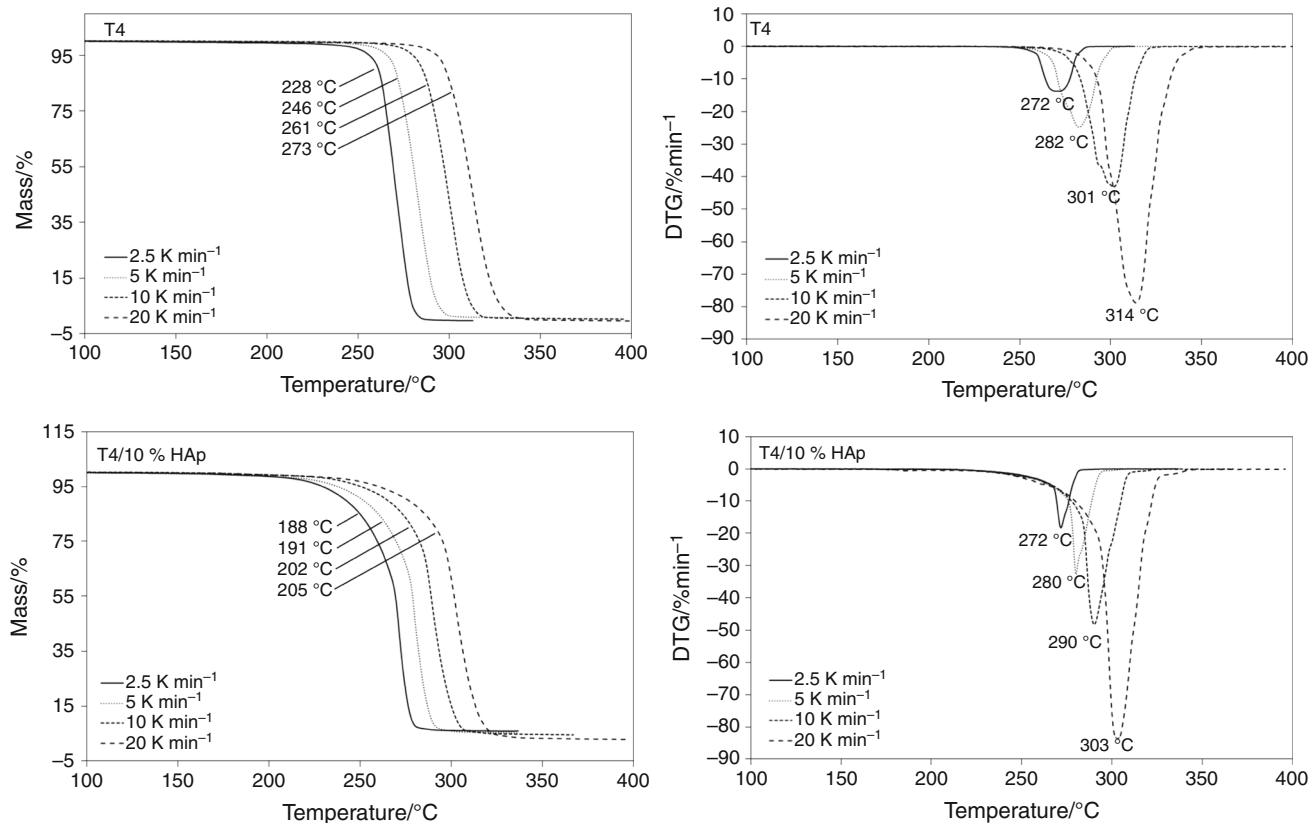 T4
95
75
55
35
15
–5
Mass/%
228 °C
246 °C
261 °C
273 °C
2.5 K min⁻¹
5 K min⁻¹
10 K min⁻¹
20 K min⁻¹
100 150 200 250 300 350 400
Temperature/°C
T4
10
0
–10
–20
–30
–40
–50
–60
–70
–80
–90
DTG/%min⁻¹
272 °C
282 °C
301 °C
314 °C
2.5 K min⁻¹
5 K min⁻¹
10 K min⁻¹
20 K min⁻¹
100 150 200 250 300 350 400
Temperature/°C
T4/10 % HAp
115
95
75
55
35
15
–5
Mass/%
188 °C
191 °C
202 °C
205 °C
2.5 K min⁻¹
5 K min⁻¹
10 K min⁻¹
20 K min⁻¹
100 150 200 250 300 350 400
Temperature/°C
T4/10 % HAp
10
0
–10
–20
–30
–40
–50
–60
–70
–80
–90
DTG/%min⁻¹
272 °C
280 °C
290 °C
303 °C
2.5 K min⁻¹
5 K min⁻¹
10 K min⁻¹
20 K min⁻¹
100 150 200 250 300 350 400
Temperature/°C